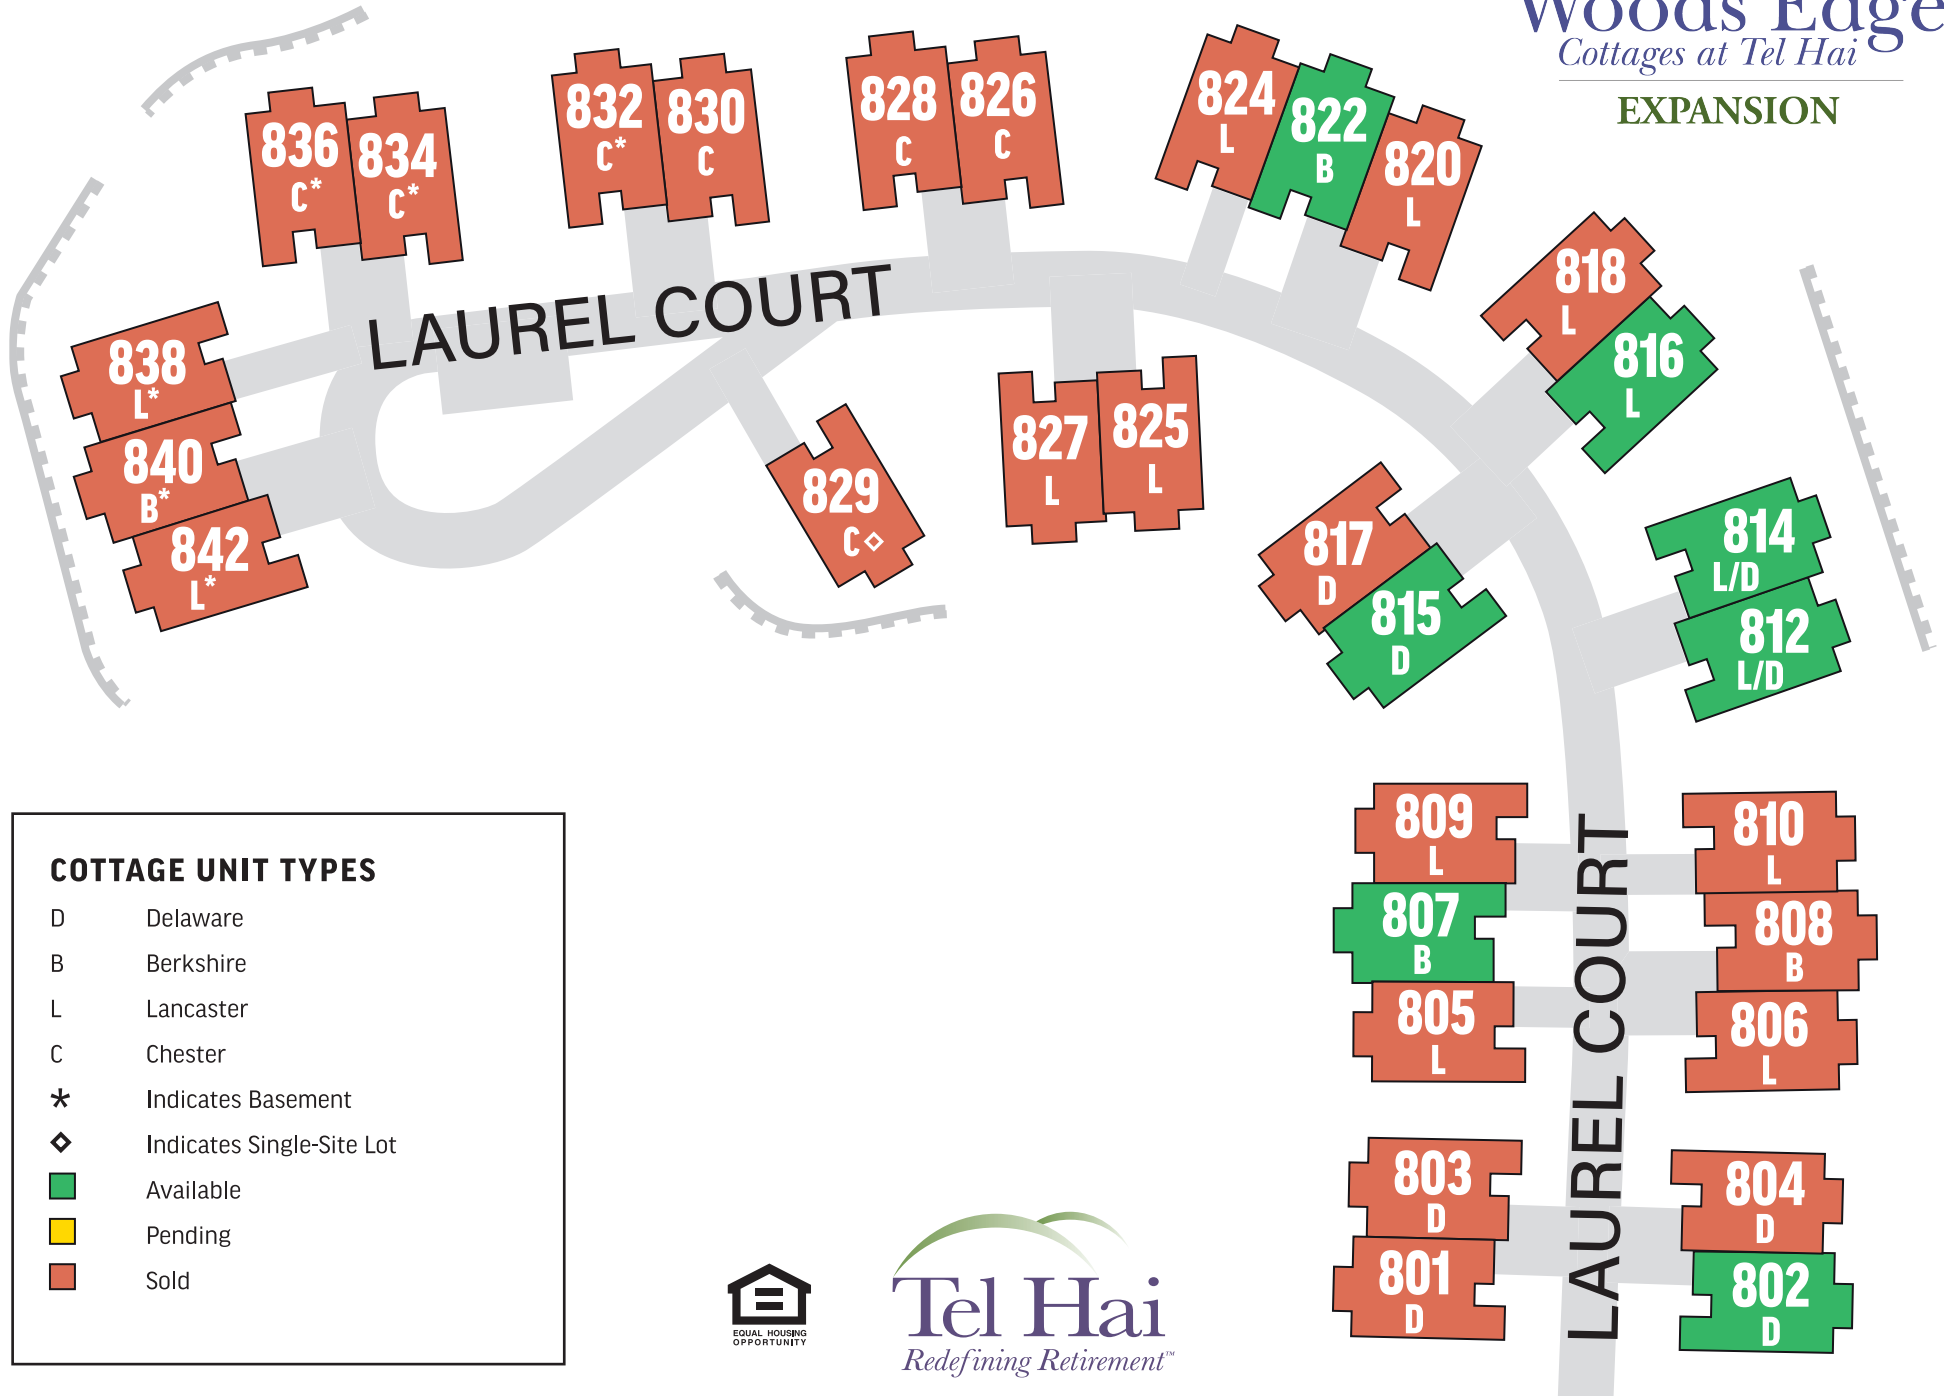 Woods Edge
Cottages at Tel Hai
EXPANSION
836
C*
834
C*
832
C*
830
C
828
C
826
C
824
L
822
B
820
L
818
L
816
L
LAUREL COURT
838
L*
840
B*
842
L*
829
C◇
827
L
825
L
817
D
815
D
814
L/D
812
L/D
809
L
807
B
805
L
810
L
808
B
806
L
LAUREL COURT
803
D
801
D
804
D
802
D
COTTAGE UNIT TYPES
D Delaware
B Berkshire
L Lancaster
C Chester
* Indicates Basement
◇ Indicates Single-Site Lot
Available
Pending
Sold
EQUAL HOUSING
OPPORTUNITY
Tel Hai
Redefining Retirement™